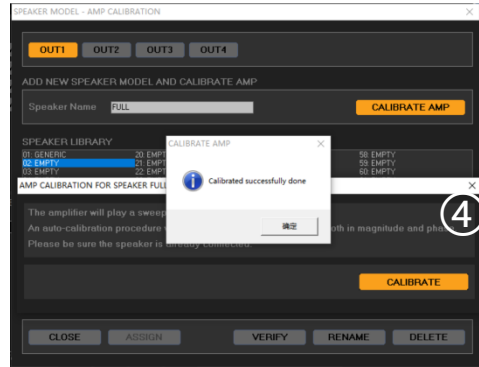 SPEAKER MODEL - AMP CALIBRATION
OUT1 OUT2 OUT3 OUT4
ADD NEW SPEAKER MODEL AND CALIBRATE AMP
Speaker Name FULL CALIBRATE AMP
SPEAKER LIBRARY
CALIBRATE AMP
01: GENERIC 20: EMPT 58: EMPTY
02: EMPTY 21: EMPT 59: EMPTY
03: EMPTY 22: EMPT 60: EMPTY
Calibrated successfully done
确定
AMP CALIBRATION FOR SPEAKER FULL
④
The amplifier will play a sweep
An auto-calibration procedure oth in magnitude and phase.
Please be sure the speaker is already connected.
CALIBRATE
CLOSE ASSIGN VERIFY RENAME DELETE